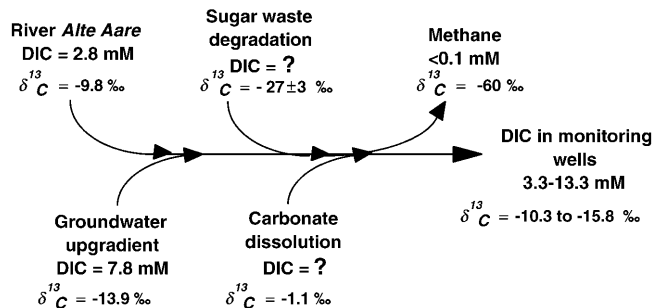 River Alte Aare
DIC = 2.8 mM
δ¹³C = -9.8 ‰
Sugar waste
degradation
DIC = ?
δ¹³C = - 27±3 ‰
Methane
<0.1 mM
δ¹³C = -60 ‰
DIC in monitoring
wells
3.3-13.3 mM
δ¹³C = -10.3 to -15.8 ‰
Groundwater
upgradient
DIC = 7.8 mM
δ¹³C = -13.9 ‰
Carbonate
dissolution
DIC = ?
δ¹³C = -1.1 ‰